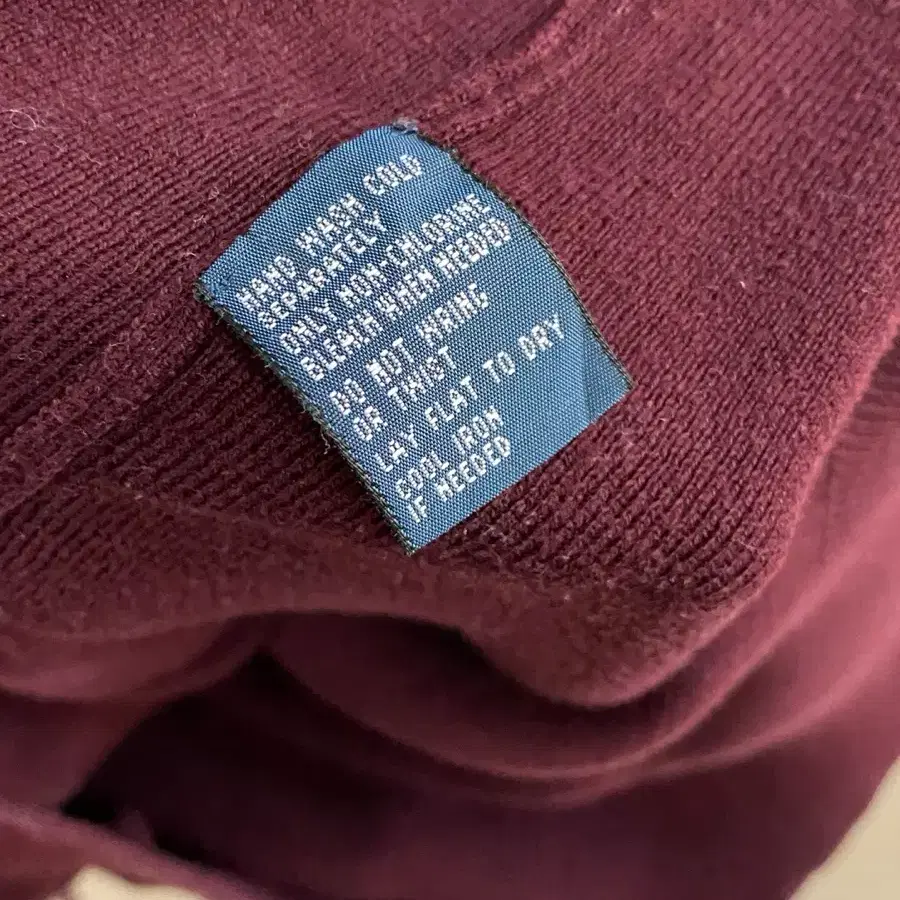 HAND WASH COLD
SEPARATELY
ONLY NON-CHLORINE
BLEACH WHEN NEEDED
DO NOT WRING
OR TWIST
LAY FLAT TO DRY
COOL IRON
IF NEEDED